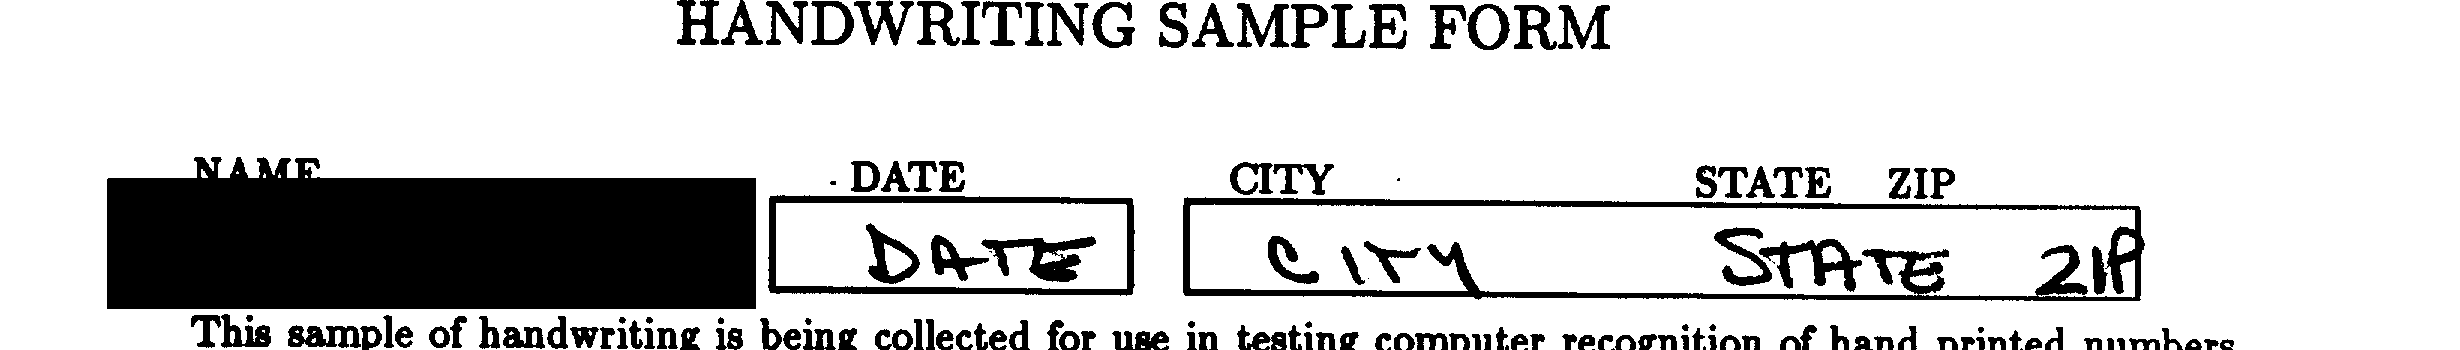 HANDWRITING SAMPLE FORM
NAME DATE CITY STATE ZIP
DATE CITY STATE ZIP
This sample of handwriting is being collected for use in testing computer recognition of hand printed numbers